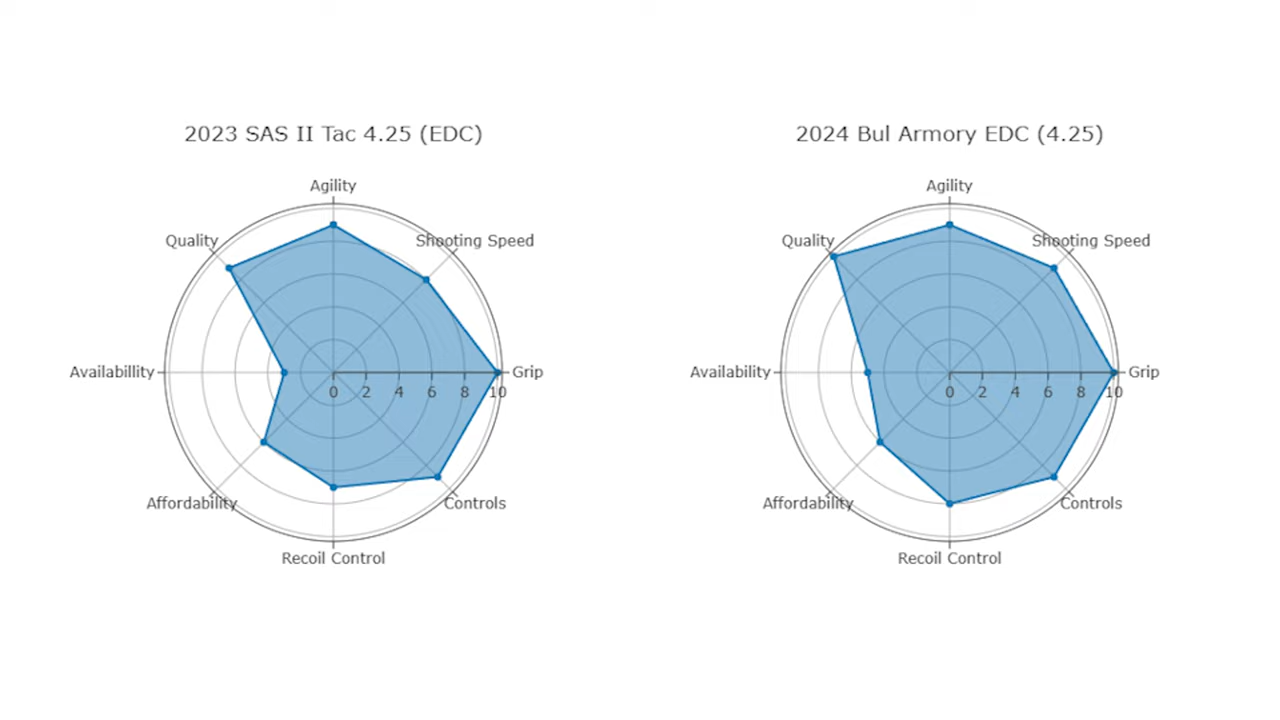 2023 SAS II Tac 4.25 (EDC)
Agility
Quality
Shooting Speed
Availabillity
Grip
0 2 4 6 8 10
Affordability
Controls
Recoil Control
2024 Bul Armory EDC (4.25)
Agility
Quality
Shooting Speed
Availability
Grip
0 2 4 6 8 10
Affordability
Controls
Recoil Control